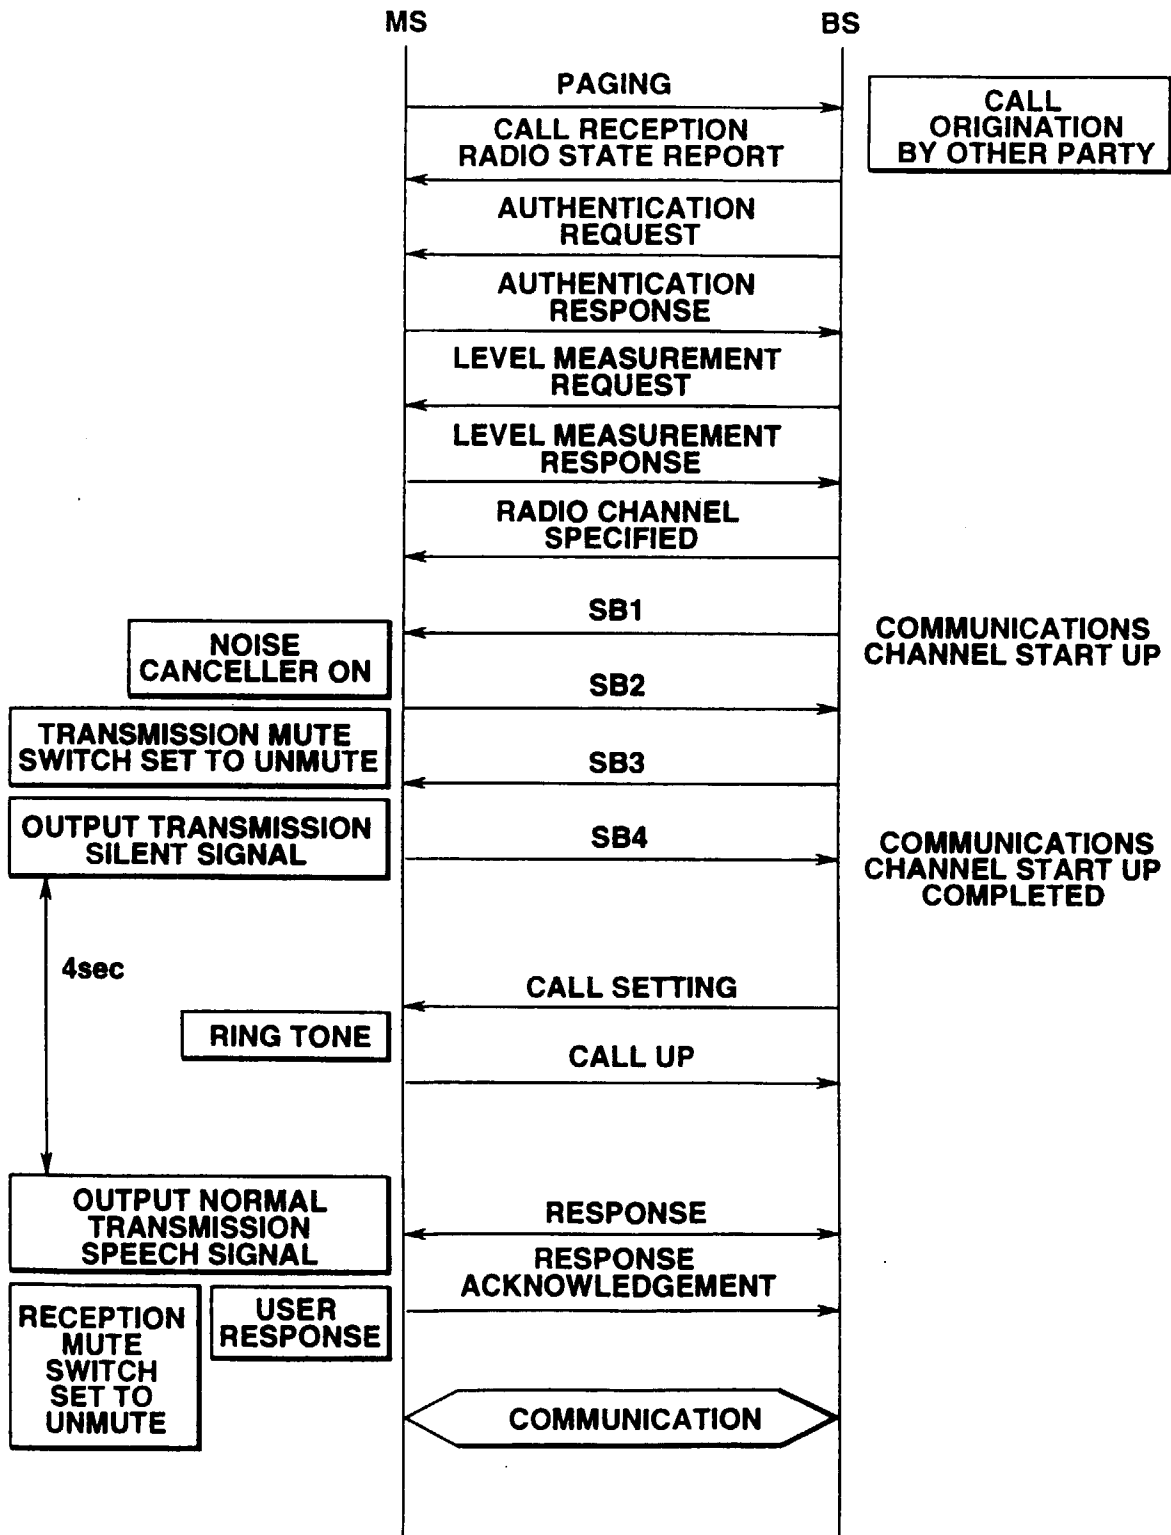 MS
BS
PAGING
CALL
ORIGINATION
BY OTHER PARTY
CALL RECEPTION
RADIO STATE REPORT
AUTHENTICATION
REQUEST
AUTHENTICATION
RESPONSE
LEVEL MEASUREMENT
REQUEST
LEVEL MEASUREMENT
RESPONSE
RADIO CHANNEL
SPECIFIED
SB1
COMMUNICATIONS
CHANNEL START UP
NOISE
CANCELLER ON
SB2
TRANSMISSION MUTE
SWITCH SET TO UNMUTE
SB3
OUTPUT TRANSMISSION
SILENT SIGNAL
SB4
COMMUNICATIONS
CHANNEL START UP
COMPLETED
4sec
CALL SETTING
RING TONE
CALL UP
OUTPUT NORMAL
TRANSMISSION
SPEECH SIGNAL
RESPONSE
RESPONSE
ACKNOWLEDGEMENT
RECEPTION
MUTE
SWITCH
SET TO
UNMUTE
USER
RESPONSE
COMMUNICATION